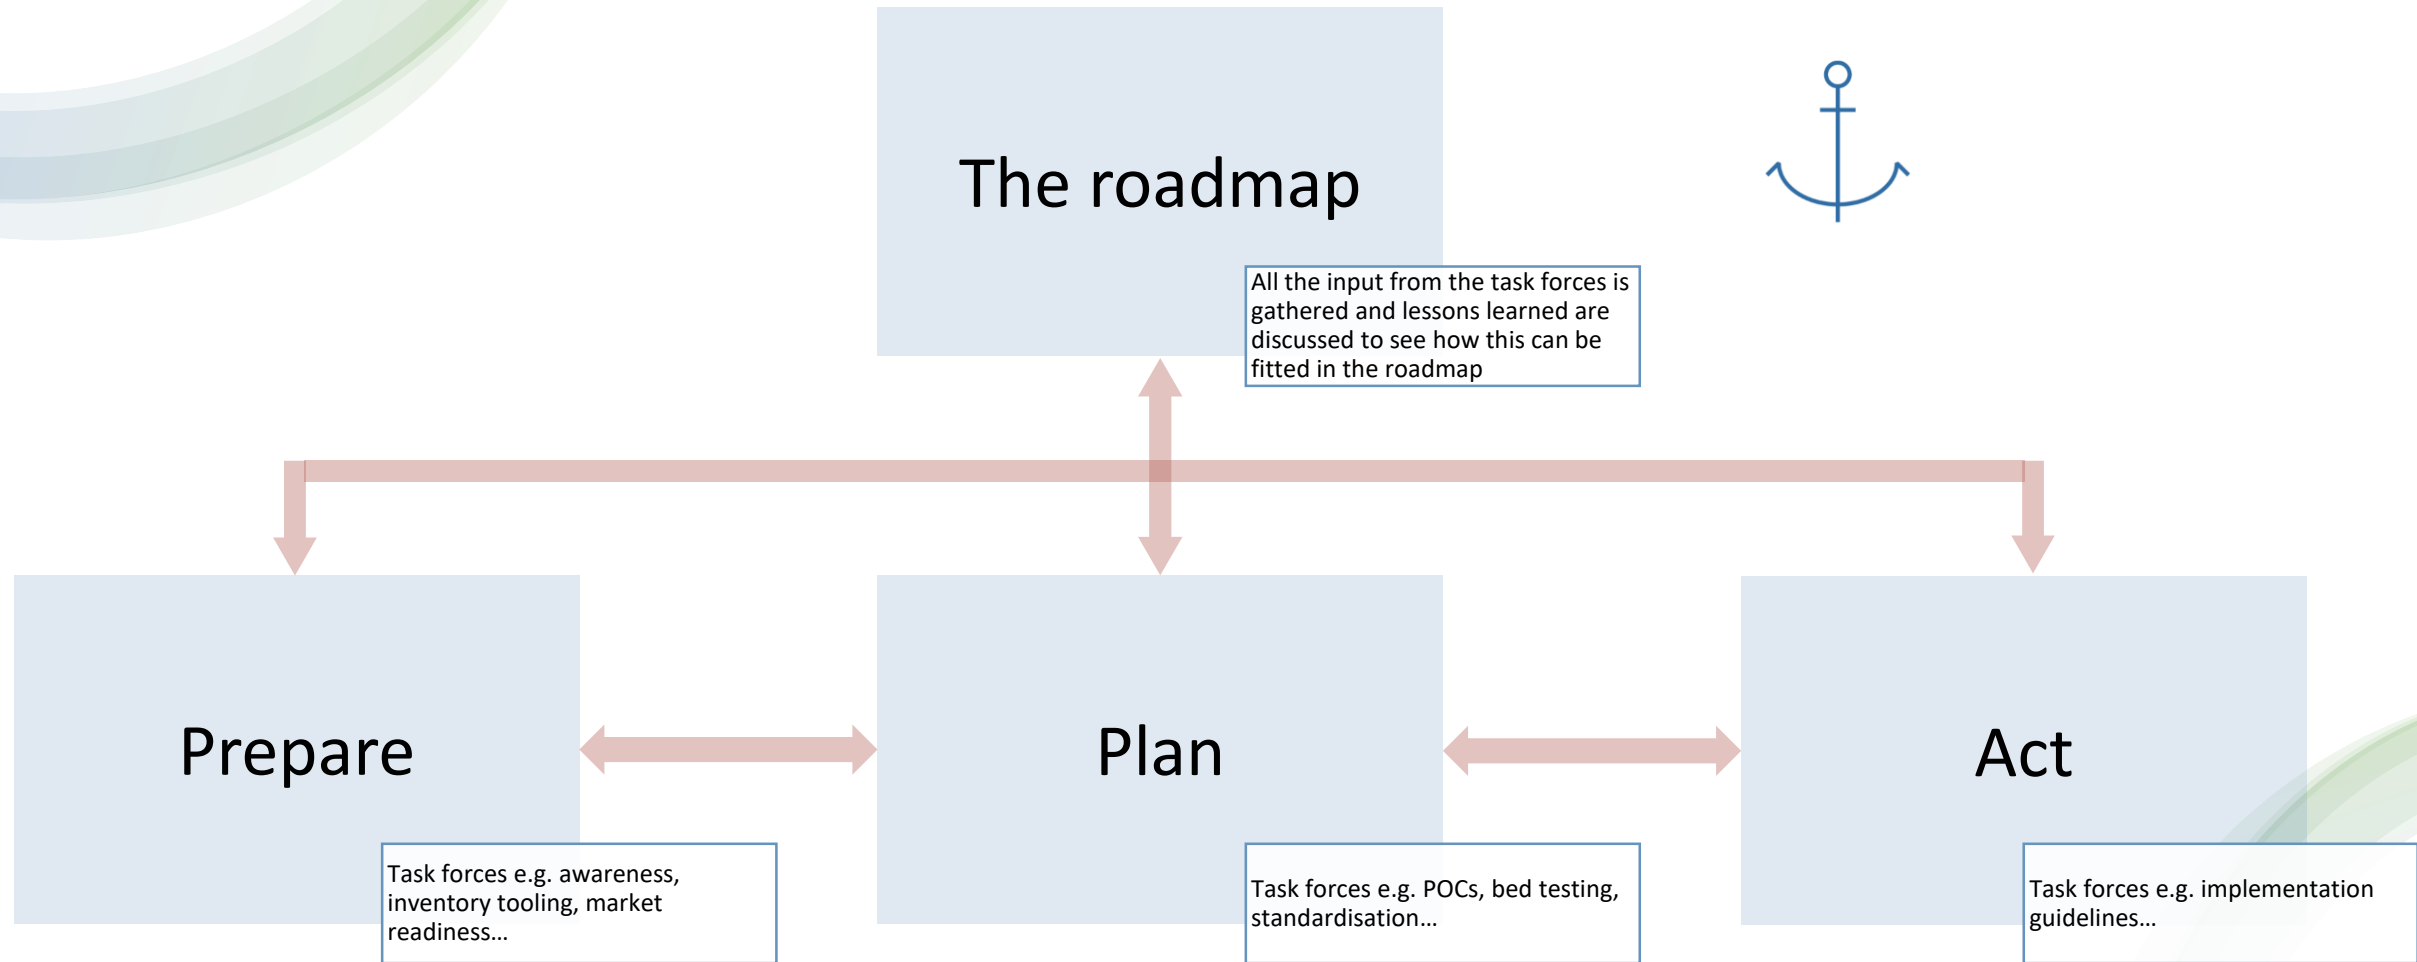 The roadmap
All the input from the task forces is
gathered and lessons learned are
discussed to see how this can be
fitted in the roadmap
Prepare
Task forces e.g. awareness,
inventory tooling, market
readiness…
Plan
Task forces e.g. POCs, bed testing,
standardisation…
Act
Task forces e.g. implementation
guidelines…